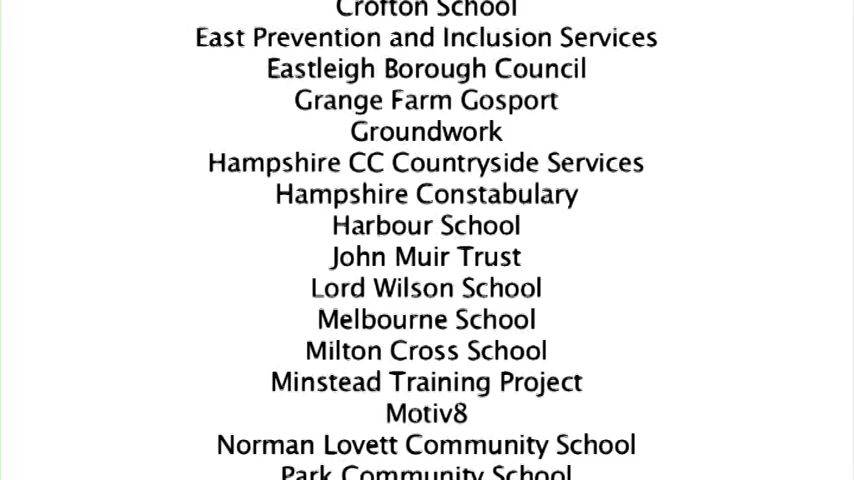 Crofton School
East Prevention and Inclusion Services
Eastleigh Borough Council
Grange Farm Gosport
Groundwork
Hampshire CC Countryside Services
Hampshire Constabulary
Harbour School
John Muir Trust
Lord Wilson School
Melbourne School
Milton Cross School
Minstead Training Project
Motiv8
Norman Lovett Community School
Park Community School